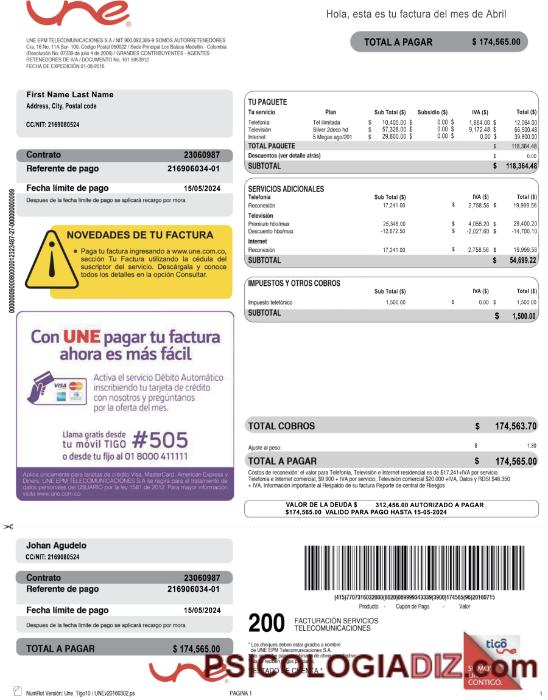 une
Hola, esta es tu factura del mes de Abril
UNE EPM TELECOMUNICACIONES S.A / NIT 900.092.385-9 SOMOS AUTORRETENEDORES
Cra. 16 No. 11A Sur- 100, Código Postal 050022 / Sede Principal Los Balsos Medellín - Colombia
(Resolución No. 07239 de julio 4 de 2006) / GRANDES CONTRIBUYENTES - AGENTES
RETENEDORES DE IVA / DOCUMENTO No. 101 5953912
FECHA DE EXPEDICIÓN 01-08-2016
TOTAL A PAGAR $ 174,565.00
First Name Last Name
Address, City, Postal code
CC/NIT: 2169080524
Contrato 23060987
Referente de pago 216906034-01
Fecha límite de pago 15/05/2024
Despues de la fecha límite de pago se aplicará recargo por mora
NOVEDADES DE TU FACTURA
• Paga tu factura ingresando a www.une.com.co,
sección Tu Factura utilizando la cédula del
suscriptor del servicio. Descárgala y conoce
todos los detalles en la opción Consultar.
Con UNE pagar tu factura
ahora es más fácil
VISA
Activa el servicio Débito Automático
inscribiendo tu tarjeta de crédito
con nosotros y pregúntanos
por la oferta del mes.
Llama gratis desde
tu móvil TIGO #505
o desde tu fijo al 01 8000 411111
Aplica únicamente para tarjetas de crédito Visa, MasterCard, American Express y
Diners. UNE EPM TELECOMUNICACIONES S.A se regirá para el tratamiento de
datos personales del USUARIO por la ley 1581 de 2012. Para mayor información
visita www.une.com.co
TU PAQUETE
Tu servicio Plan Sub Total ($) Subsidio ($) IVA ($) Total ($)
Telefonía Tel ilimitada $ 10,400.00 $ 0.00 $ 1,664.00 $ 12,064.00
Televisión Silver 2deco hd $ 57,328.00 $ 0.00 $ 9,172.48 $ 66,500.48
Internet 5 Megas ago/201 $ 29,800.00 $ 0.00 $ 0.00 $ 39,800.00
TOTAL PAQUETE $ 118,364.48
Descuentos (ver detalle atrás) $ 0.00
SUBTOTAL $ 118,364.48
SERVICIOS ADICIONALES
Telefonía Sub Total ($) IVA ($) Total ($)
Reconexión 17,241.00 $ 2,758.56 $ 19,999.56
Televisión
Premium hbo/max 25,345.00 $ 4,055.20 $ 29,400.20
Descuento hbo/max -12,672.50 $ -2,027.60 $ -14,700.10
Internet
Reconexión 17,241.00 $ 2,758.56 $ 19,999.56
SUBTOTAL $ 54,699.22
IMPUESTOS Y OTROS COBROS
Sub Total ($) IVA ($) Total ($)
Impuesto telefónico 1,500.00 $ 0.00 $ 1,500.00
SUBTOTAL $ 1,500.00
TOTAL COBROS $ 174,563.70
Ajuste al peso: $ 1.30
TOTAL A PAGAR $ 174,565.00
Costos de reconexión: el valor para Telefonía, Televisión e Internet residencial es de $17.241+IVA por servicio.
Telefonía e Internet comercial, $9.900 + IVA por servicio, Televisión comercial $20.000 +IVA, Datos y RDSI $46.350
+ IVA. Información importante al Respaldo de su factura Reporte de central de Riesgos
VALOR DE LA DEUDA $ 312,456.00 AUTORIZADO A PAGAR
$174,565.00 VALIDO PARA PAGO HASTA 15-05-2024
Johan Agudelo
CC/NIT: 2169080524
Contrato 23060987
Referente de pago 216906034-01
Fecha límite de pago 15/05/2024
Despues de la fecha límite de pago se aplicará recargo por mora
TOTAL A PAGAR $ 174,565.00
Producto - Cupón de Pago - Valor
200 FACTURACIÓN SERVICIOS
TELECOMUNICACIONES
* Los cheques deben estar girados a nombre
de UNE EPM Telecomunicaciones S.A.
tigo
SOMOS
CONTIGO.
une
PSICOLOGIADIZ.com
NumRef Versión: Une Tigo10 / UNEv20160302.ps
PAGINA 1